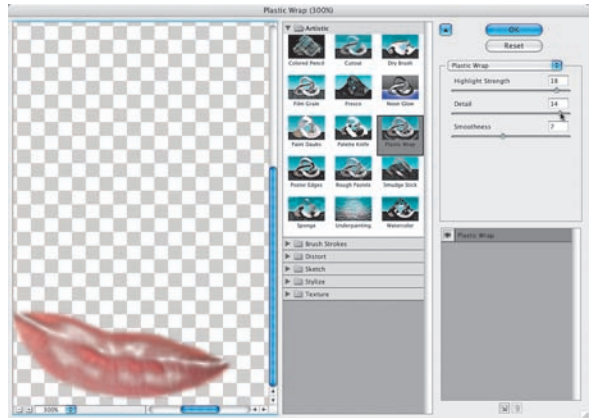 Plastic Wrap (300%)
Artistic
Colored Pencil
Cutout
Dry Brush
Film Grain
Fresco
Neon Glow
Paint Daubs
Palette Knife
Plastic Wrap
Poster Edges
Rough Pastels
Smudge Stick
Sponge
Underpainting
Watercolor
Brush Strokes
Distort
Sketch
Stylize
Texture
300%
OK
Reset
Plastic Wrap
Highlight Strength 18
Detail 14
Smoothness 7
Plastic Wrap